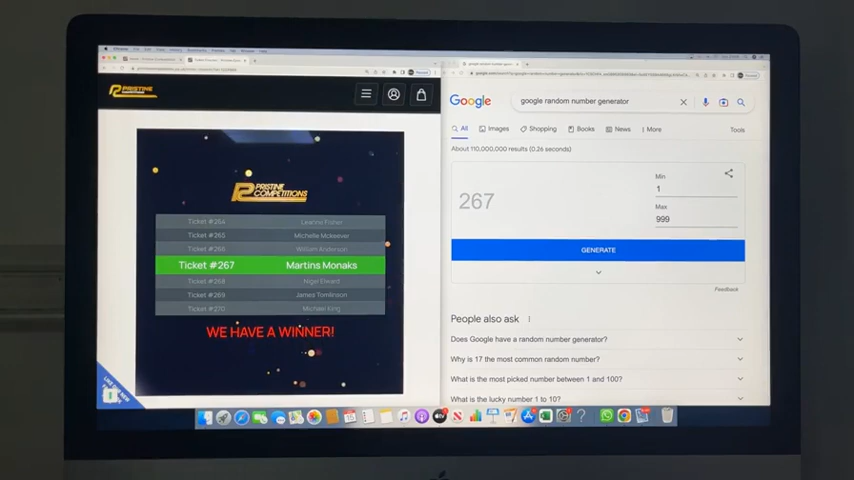 PRISTINE
COMPETITIONS
PRISTINE
COMPETITIONS
Ticket #264 Leanne Fisher
Ticket #265 Michelle Mckeever
Ticket #266 William Anderson
Ticket #267 Martins Monaks
Ticket #268 Nigel Elward
Ticket #269 James Tomlinson
Ticket #270 Michael King
WE HAVE A WINNER!
Google google random number generator
All Images Shopping Books News More Tools
About 110,000,000 results (0.26 seconds)
267
Min
1
Max
999
GENERATE
Feedback
People also ask
Does Google have a random number generator?
Why is 17 the most common random number?
What is the most picked number between 1 and 100?
What is the lucky number 1 to 10?